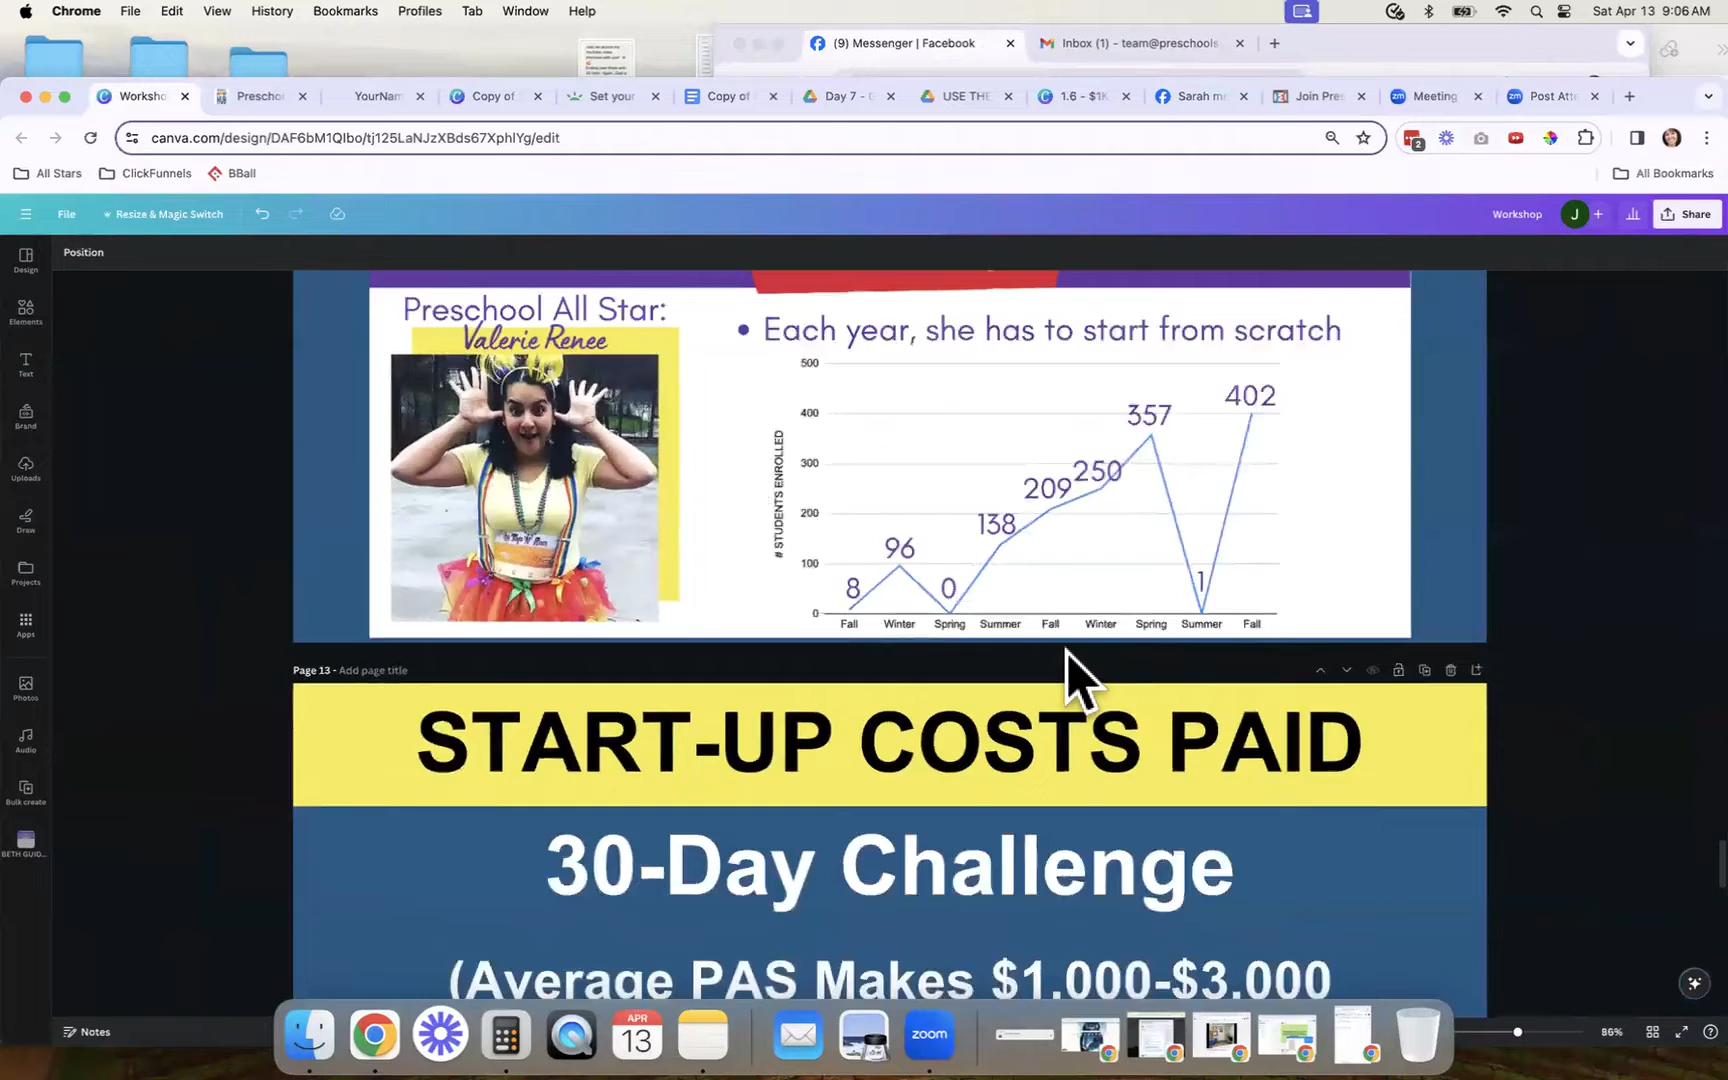 Chrome File Edit View History Bookmarks Profiles Tab Window Help
Sat Apr 13 9:06 AM
(9) Messenger | Facebook
Inbox (1) - team@preschools
Worksho
Preschoo
YourNam
Copy of
Set your
Copy of
Day 7 - G
USE THE
1.6 - $1K
Sarah me
Join Pres
Meeting
Post Atte
canva.com/design/DAF6bM1QIbo/tj125LaNJzXBds67XphlYg/edit
2
All Stars
ClickFunnels
BBall
All Bookmarks
File
Resize & Magic Switch
Workshop
J
Share
Position
Design
Elements
Text
Brand
Uploads
Draw
Projects
Apps
Photos
Audio
Bulk create
BETH GUID...
Preschool All Star:
Valerie Renee
• Each year, she has to start from scratch
# STUDENTS ENROLLED
500
400
300
200
100
0
8
96
0
138
209
250
357
1
402
Fall Winter Spring Summer Fall Winter Spring Summer Fall
Page 13 - Add page title
START-UP COSTS PAID
30-Day Challenge
(Average PAS Makes $1,000-$3,000
Notes
86%
APR
13
zoom